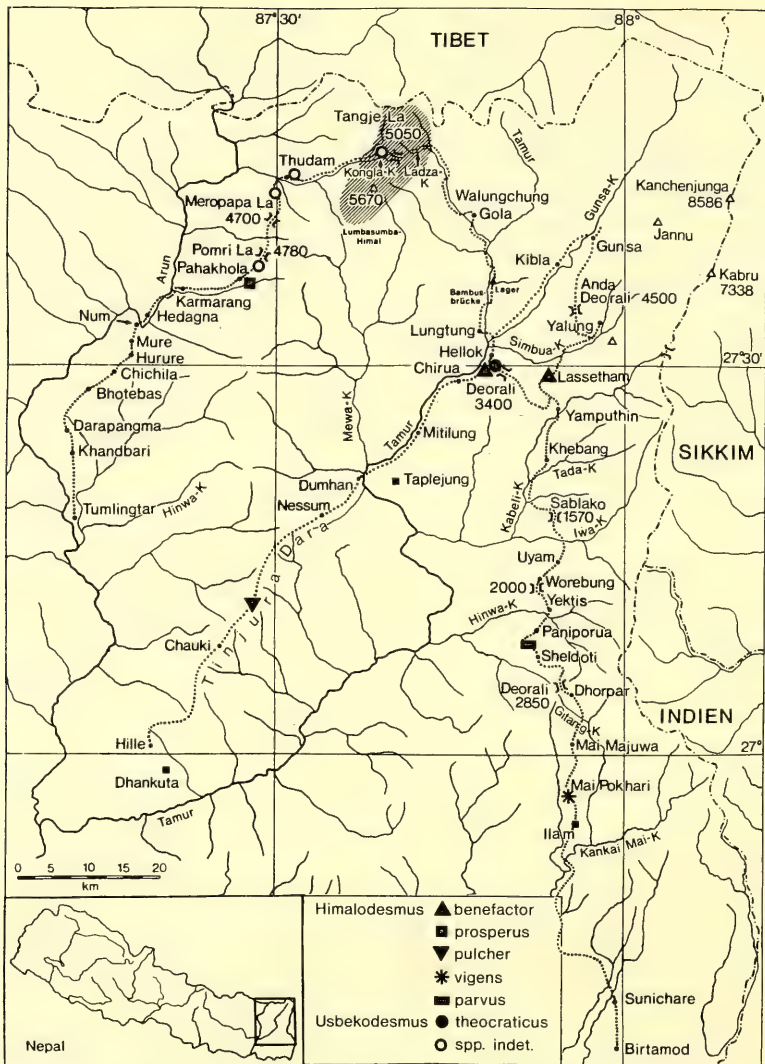 87°30'
88°
TIBET
Tangje La
5050
Thudam
Kongla-K
Ladza-
K
Tamur
Meropapa La
4700
5670
Lumbasumba-
Himal
Walungchung
Gola
Gunsa-K
Kanchenjunga
8586
Jannu
Pomri La
4780
Pahakhola
Arun
Kibla
Gunsa
Kabru
7338
Karmarang
Bambus-
brücke
Lager
Anda
Deorali 4500
Num
Hedagna
Lungtung
Yalung
Simbua-K
Mure
Hurure
Chichila
Bhotebas
Hellok
Chirua
27°30'
Deorali
3400
Lassetham
Darapangma
Khandbari
Mewa-K
Tamur
Mitilung
Yamputhin
Khebang
Tada-K
SIKKIM
Tumlingtar
Hinwa-K
Dumhan
Nessum
Taplejung
Kabeli-K
Sablako
1570
Iwa-K
Tinjura Dara
Uyam
2000
Worebung
Yektis
Hinwa-K
Paniporua
Sheldoti
Chauki
Deorali
2850
Dhorpar
Gitang-K
INDIEN
Hille
Mai Majuwa
27°
Dhankuta
Mai Pokhari
Tamur
Ilam
Kankai Mai-K
0 5 10 15 20
km
Himalodesmus benefactor
prosperus
pulcher
vigens
parvus
Usbekodesmus theocraticus
spp. indet.
Nepal
Sunichare
Birtamod